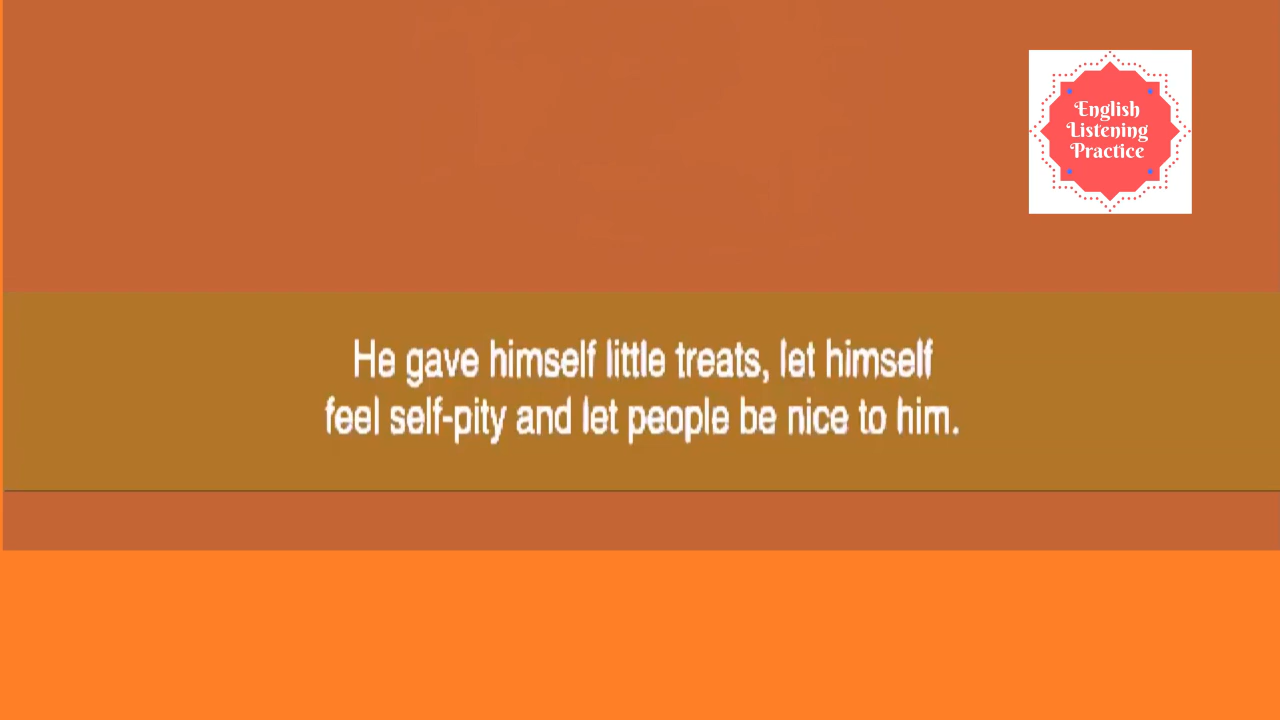 English
Listening
Practice
He gave himself little treats, let himself
feel self-pity and let people be nice to him.